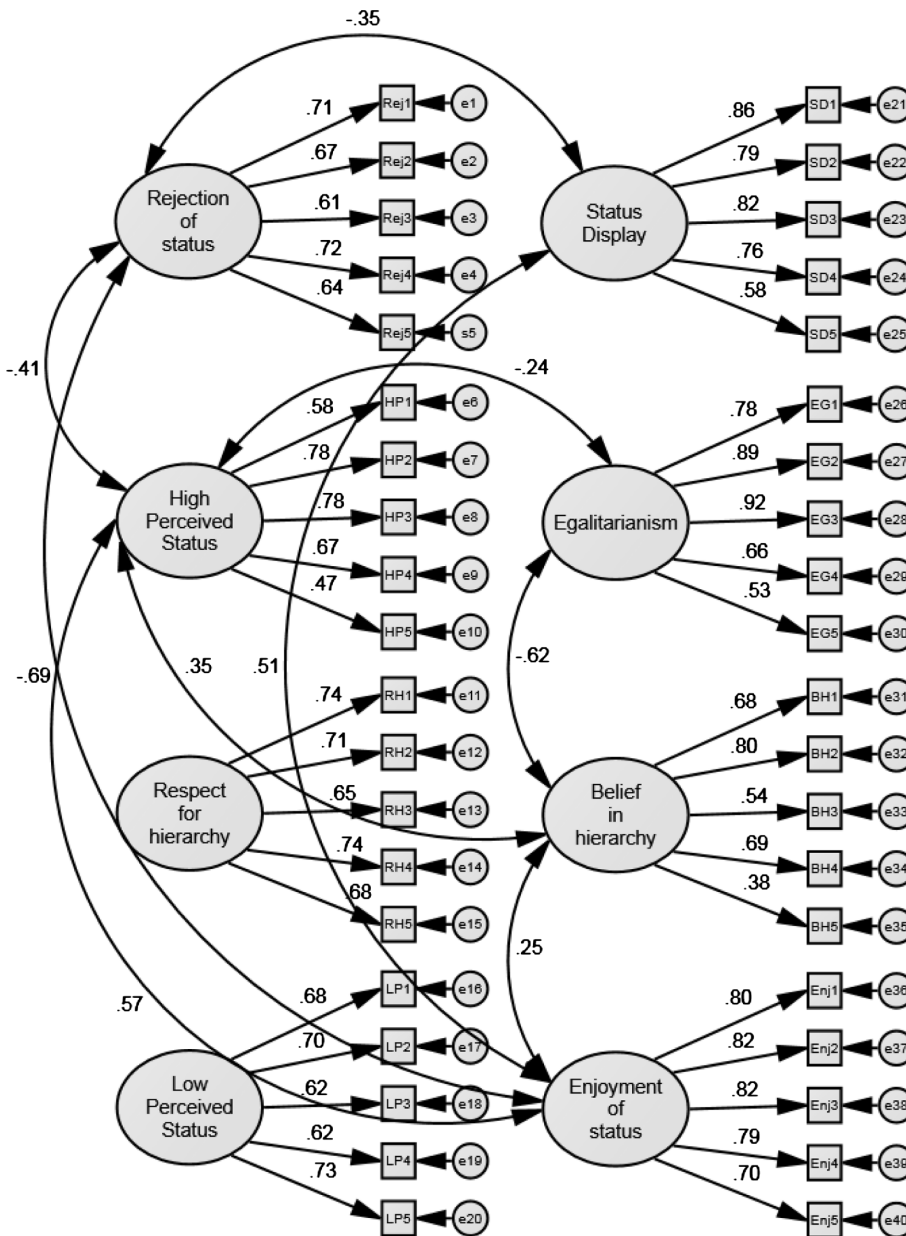 -.35
.71
Rej1
e1
.67
Rej2
e2
.61
Rej3
e3
.72
Rej4
e4
.64
Rej5
s5
Rejection
of
status
.86
SD1
e21
.79
SD2
e22
.82
SD3
e23
.76
SD4
e24
.58
SD5
e25
Status
Display
-.41
-.24
.58
HP1
e6
.78
HP2
e7
.78
HP3
e8
.67
HP4
e9
.47
HP5
e10
High
Perceived
Status
.78
EG1
e26
.89
EG2
e27
.92
EG3
e28
.66
EG4
e29
.53
EG5
e30
Egalitarianism
-.69
.35
.51
-.62
.74
RH1
e11
.71
RH2
e12
.65
RH3
e13
.74
RH4
e14
.68
RH5
e15
Respect
for
hierarchy
.68
BH1
e31
.80
BH2
e32
.54
BH3
e33
.69
BH4
e34
.38
BH5
e35
Belief
in
hierarchy
.57
.25
.68
LP1
e16
.70
LP2
e17
.62
LP3
e18
.62
LP4
e19
.73
LP5
e20
Low
Perceived
Status
.80
Enj1
e36
.82
Enj2
e37
.82
Enj3
e38
.79
Enj4
e39
.70
Enj5
e40
Enjoyment
of
status